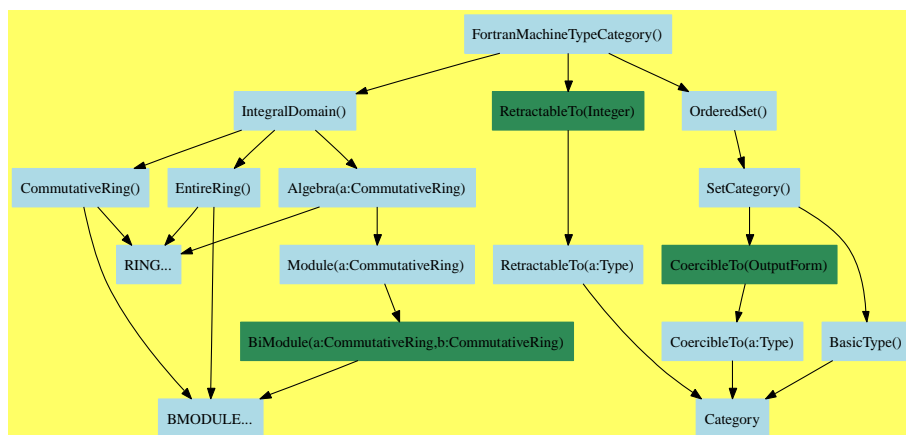 FortranMachineTypeCategory()
IntegralDomain()
RetractableTo(Integer)
OrderedSet()
CommutativeRing()
EntireRing()
Algebra(a:CommutativeRing)
SetCategory()
RING...
Module(a:CommutativeRing)
RetractableTo(a:Type)
CoercibleTo(OutputForm)
BiModule(a:CommutativeRing,b:CommutativeRing)
CoercibleTo(a:Type)
BasicType()
BMODULE...
Category